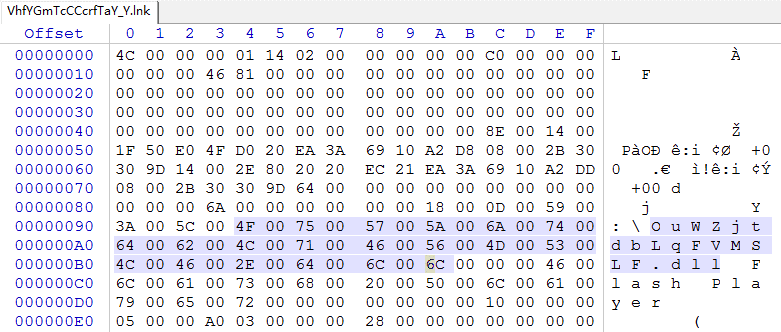 VhfYGmTcCCcrfTaY_Y.lnk
Offset 0 1 2 3 4 5 6 7 8 9 A B C D E F
00000000 4C 00 00 00 01 14 02 00 00 00 00 00 C0 00 00 00 L À
00000010 00 00 00 46 81 00 00 00 00 00 00 00 00 00 00 00 F
00000020 00 00 00 00 00 00 00 00 00 00 00 00 00 00 00 00
00000030 00 00 00 00 00 00 00 00 00 00 00 00 00 00 00 00
00000040 00 00 00 00 00 00 00 00 00 00 00 00 8E 00 14 00 Ž
00000050 1F 50 E0 4F D0 20 EA 3A 69 10 A2 D8 08 00 2B 30 PàOÐ ê:i ¢Ø +0
00000060 30 9D 14 00 2E 80 20 20 EC 21 EA 3A 69 10 A2 DD 0 .€ ì!ê:i ¢Ý
00000070 08 00 2B 30 30 9D 64 00 00 00 00 00 00 00 00 00 +00 d
00000080 00 00 00 6A 00 00 00 00 00 00 18 00 0D 00 59 00 j Y
00000090 3A 00 5C 00 4F 00 75 00 57 00 5A 00 6A 00 74 00 : \ O u W Z j t
000000A0 64 00 62 00 4C 00 71 00 46 00 56 00 4D 00 53 00 d b L q F V M S
000000B0 4C 00 46 00 2E 00 64 00 6C 00 6C 00 00 00 46 00 L F . d l l F
000000C0 6C 00 61 00 73 00 68 00 20 00 50 00 6C 00 61 00 l a s h P l a
000000D0 79 00 65 00 72 00 00 00 00 00 00 00 10 00 00 00 y e r
000000E0 05 00 00 A0 03 00 00 00 28 00 00 00 00 00 00 00 (